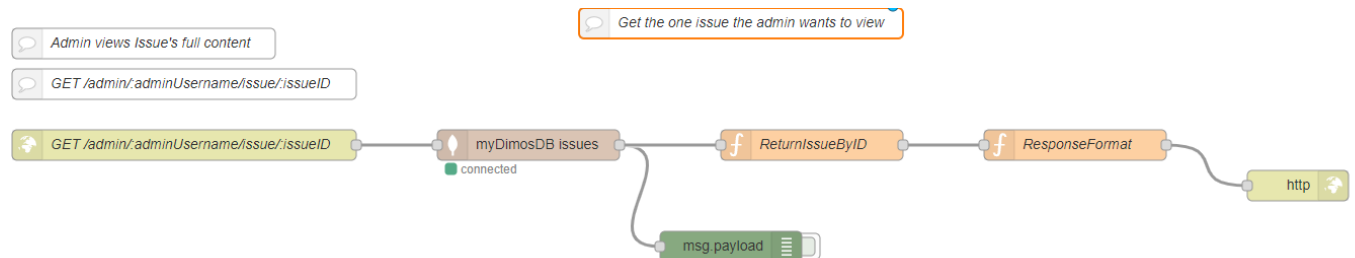 Get the one issue the admin wants to view
Admin views Issue's full content
GET /admin/:adminUsername/issue/:issueID
GET /admin/:adminUsername/issue/:issueID
myDimosDB issues
ReturnIssueByID
ResponseFormat
connected
http
msg.payload